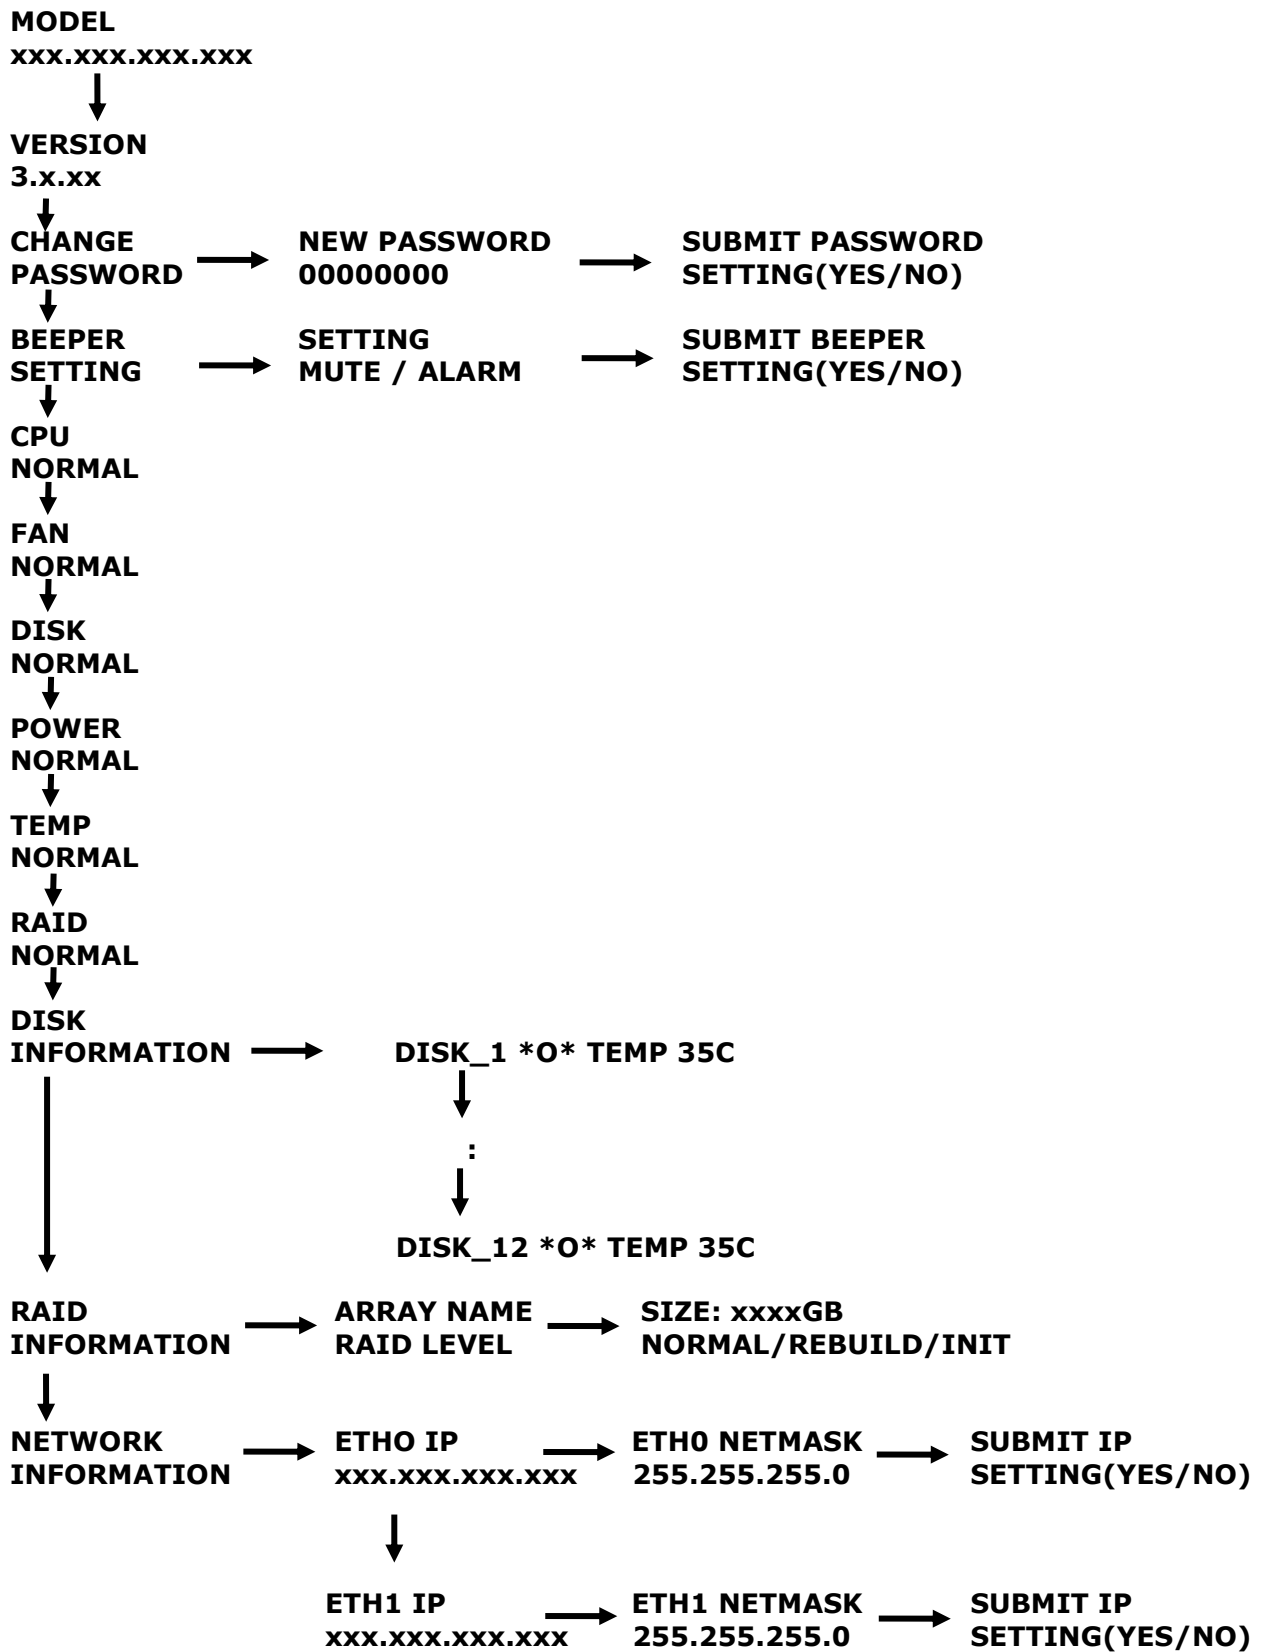 MODEL
xxx.xxx.xxx.xxx
VERSION
3.x.xx
CHANGE
PASSWORD
NEW PASSWORD
00000000
SUBMIT PASSWORD
SETTING(YES/NO)
BEEPER
SETTING
SETTING
MUTE / ALARM
SUBMIT BEEPER
SETTING(YES/NO)
CPU
NORMAL
FAN
NORMAL
DISK
NORMAL
POWER
NORMAL
TEMP
NORMAL
RAID
NORMAL
DISK
INFORMATION
DISK_1 *O* TEMP 35C
:
DISK_12 *O* TEMP 35C
RAID
INFORMATION
ARRAY NAME
RAID LEVEL
SIZE: xxxxGB
NORMAL/REBUILD/INIT
NETWORK
INFORMATION
ETHO IP
xxx.xxx.xxx.xxx
ETH0 NETMASK
255.255.255.0
SUBMIT IP
SETTING(YES/NO)
ETH1 IP
xxx.xxx.xxx.xxx
ETH1 NETMASK
255.255.255.0
SUBMIT IP
SETTING(YES/NO)